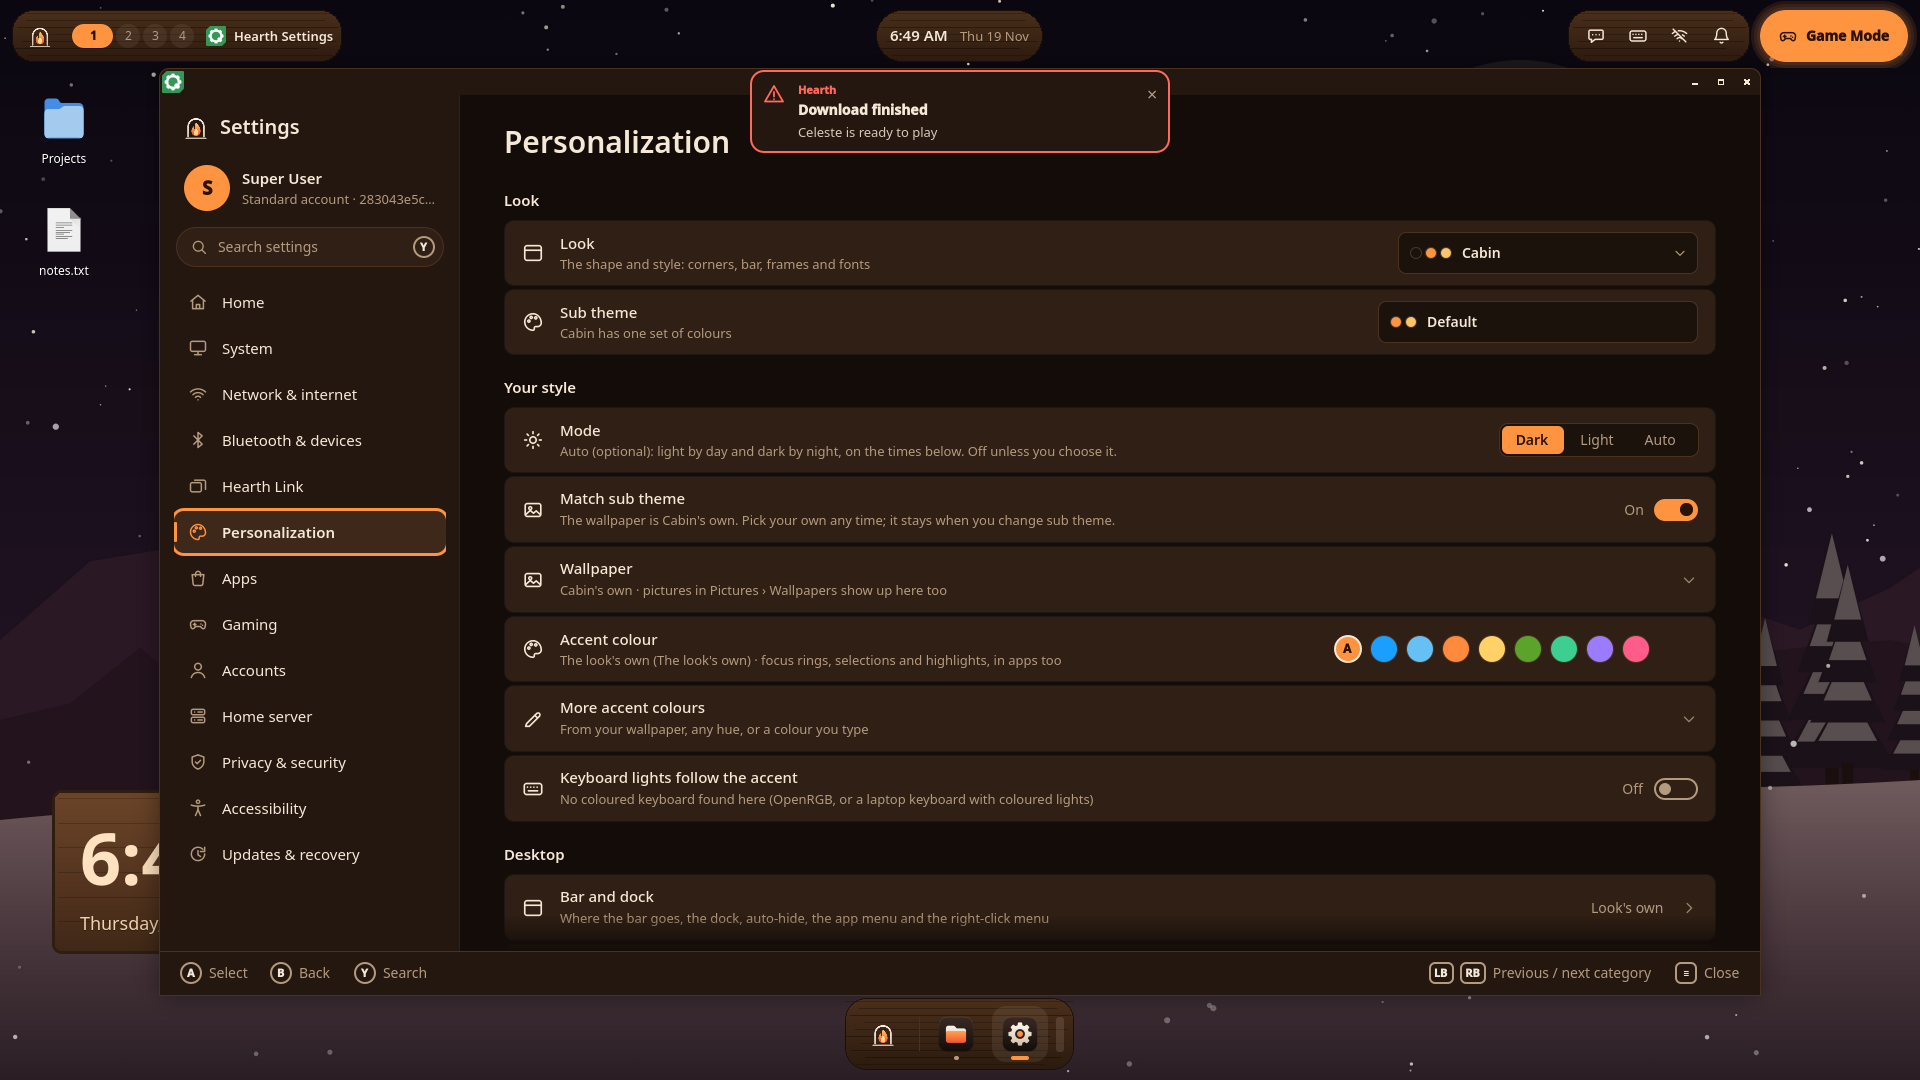 1 2 3 4 Hearth Settings
6:49 AM Thu 19 Nov
Game Mode
Projects
notes.txt
Hearth
Download finished
Celeste is ready to play
Settings
S
Super User
Standard account · 283043e5c...
Search settings Y
Home
System
Network & internet
Bluetooth & devices
Hearth Link
Personalization
Apps
Gaming
Accounts
Home server
Privacy & security
Accessibility
Updates & recovery
Personalization
Look
Look
The shape and style: corners, bar, frames and fonts
Cabin
Sub theme
Cabin has one set of colours
Default
Your style
Mode
Auto (optional): light by day and dark by night, on the times below. Off unless you choose it.
Dark Light Auto
Match sub theme
The wallpaper is Cabin's own. Pick your own any time; it stays when you change sub theme.
On
Wallpaper
Cabin's own · pictures in Pictures › Wallpapers show up here too
Accent colour
The look's own (The look's own) · focus rings, selections and highlights, in apps too
A
More accent colours
From your wallpaper, any hue, or a colour you type
Keyboard lights follow the accent
No coloured keyboard found here (OpenRGB, or a laptop keyboard with coloured lights)
Off
Desktop
Bar and dock
Where the bar goes, the dock, auto-hide, the app menu and the right-click menu
Look's own
6:4
Thursday
A Select B Back Y Search
LB RB Previous / next category Close